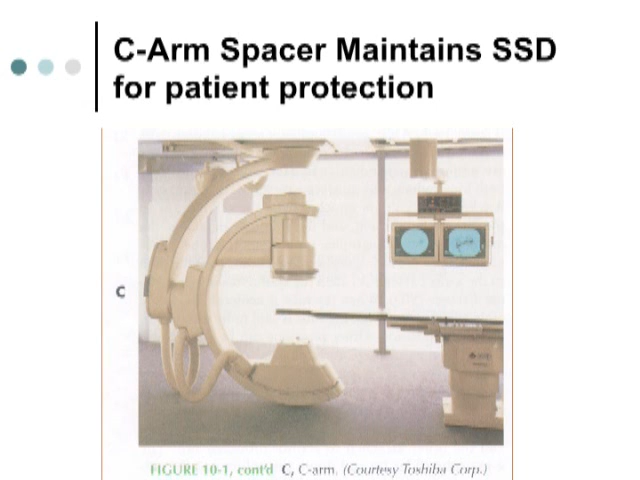 C-Arm Spacer Maintains SSD
for patient protection
C
FIGURE 10-1, cont'd C, C-arm. (Courtesy Toshiba Corp.)